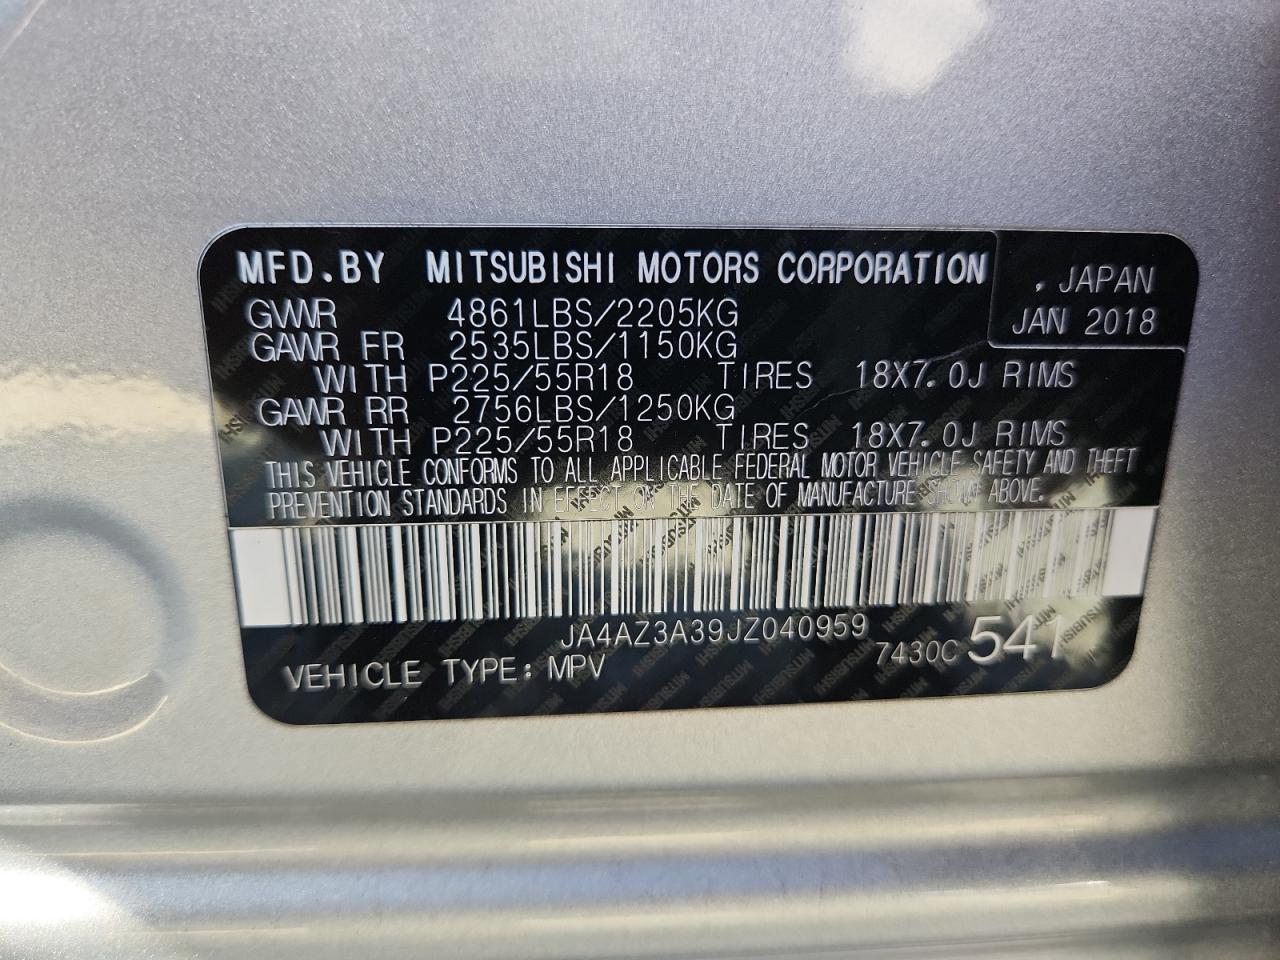 MFD.BY MITSUBISHI MOTORS CORPORATION
. JAPAN
JAN 2018
GVWR 4861LBS/2205KG
GAWR FR 2535LBS/1150KG
WITH P225/55R18 TIRES 18X7.0J RIMS
GAWR RR 2756LBS/1250KG
WITH P225/55R18 TIRES 18X7.0J RIMS
THIS VEHICLE CONFORMS TO ALL APPLICABLE FEDERAL MOTOR VEHICLE SAFETY AND THEFT
PREVENTION STANDARDS IN EFFECT ON THE DATE OF MANUFACTURE SHOWN ABOVE.
JA4AZ3A39JZ040959
7430C 541
VEHICLE TYPE: MPV